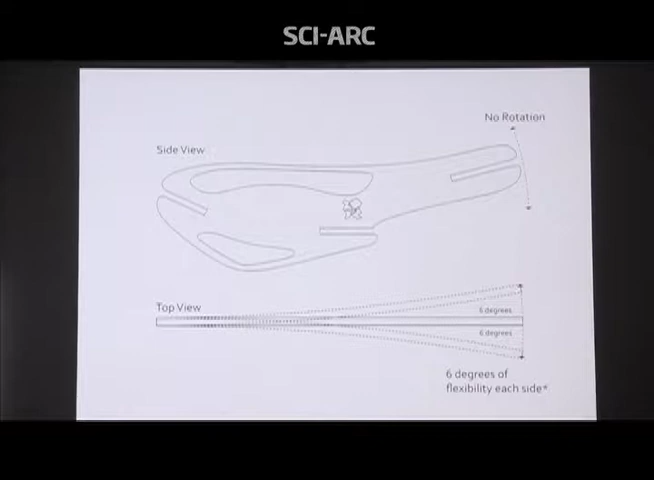 SCI-ARC
No Rotation
Side View
Top View
6 degrees
6 degrees
6 degrees of
flexibility each side*